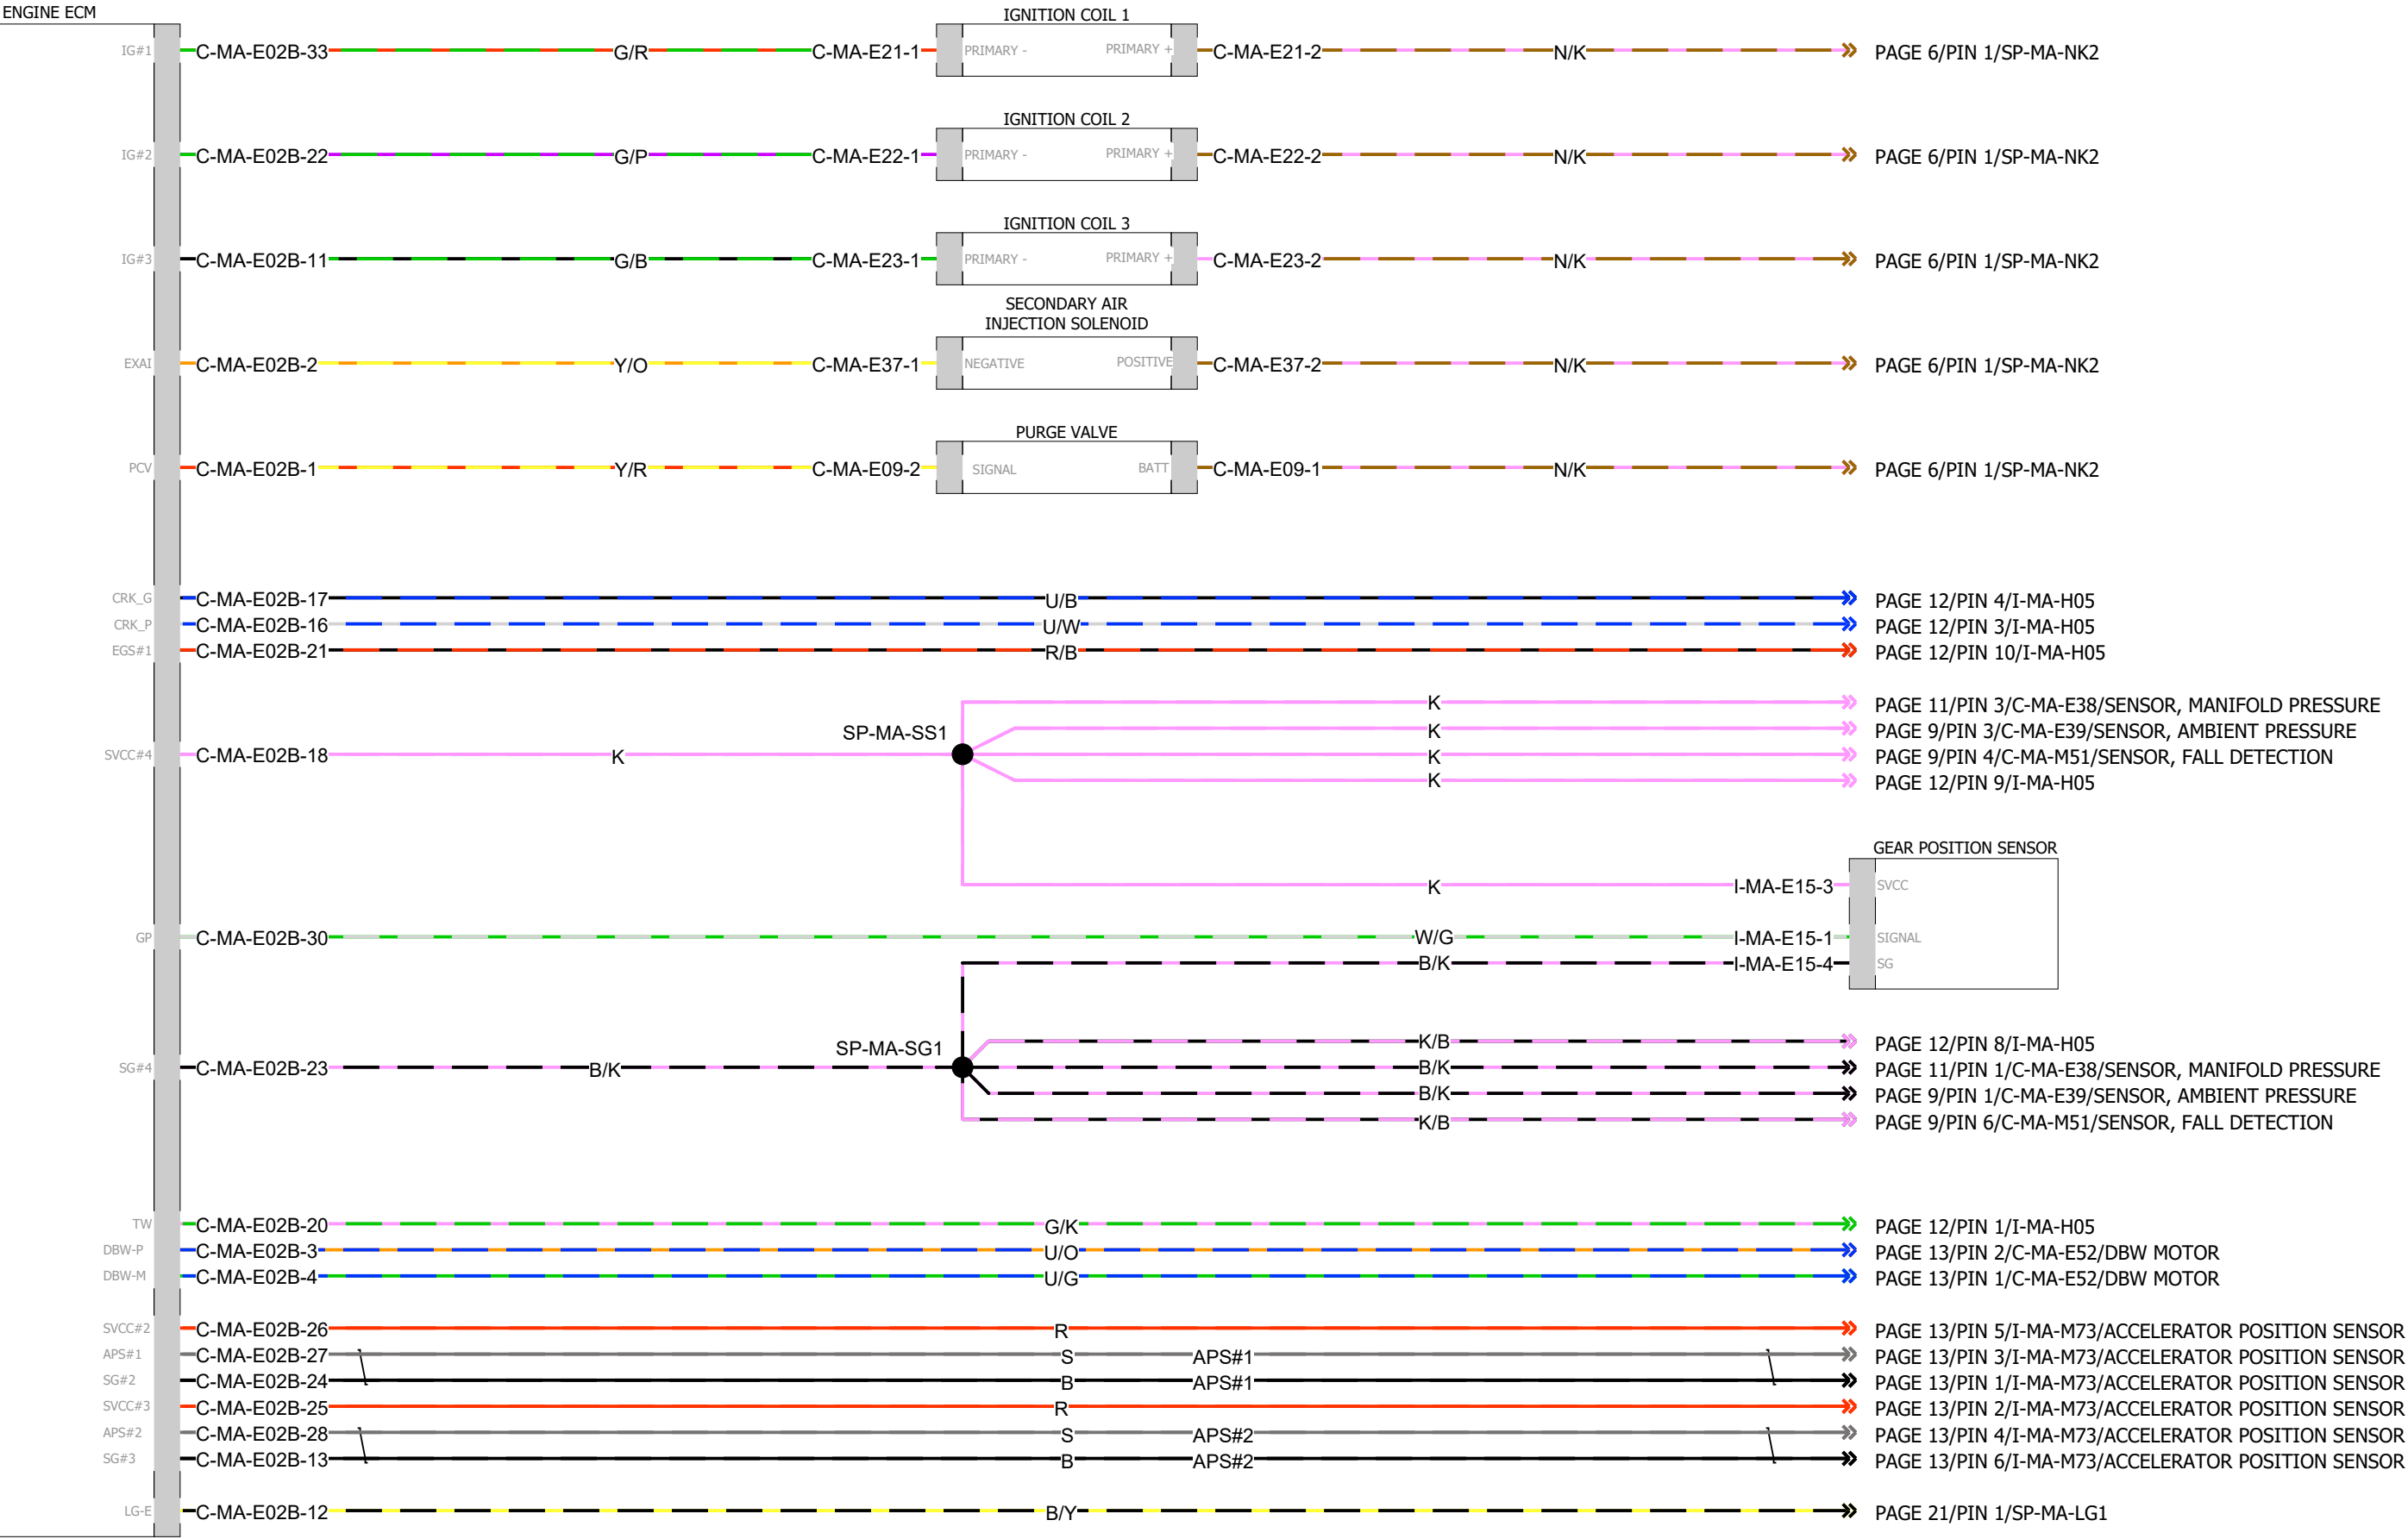 ENGINE ECM
IGNITION COIL 1
IG#1 C-MA-E02B-33 G/R C-MA-E21-1 PRIMARY - PRIMARY + C-MA-E21-2 N/K PAGE 6/PIN 1/SP-MA-NK2
IGNITION COIL 2
IG#2 C-MA-E02B-22 G/P C-MA-E22-1 PRIMARY - PRIMARY + C-MA-E22-2 N/K PAGE 6/PIN 1/SP-MA-NK2
IGNITION COIL 3
IG#3 C-MA-E02B-11 G/B C-MA-E23-1 PRIMARY - PRIMARY + C-MA-E23-2 N/K PAGE 6/PIN 1/SP-MA-NK2
SECONDARY AIR
INJECTION SOLENOID
EXAI C-MA-E02B-2 Y/O C-MA-E37-1 NEGATIVE POSITIVE C-MA-E37-2 N/K PAGE 6/PIN 1/SP-MA-NK2
PURGE VALVE
PCV C-MA-E02B-1 Y/R C-MA-E09-2 SIGNAL BATT C-MA-E09-1 N/K PAGE 6/PIN 1/SP-MA-NK2
CRK_G C-MA-E02B-17 U/B PAGE 12/PIN 4/I-MA-H05
CRK_P C-MA-E02B-16 U/W PAGE 12/PIN 3/I-MA-H05
EGS#1 C-MA-E02B-21 R/B PAGE 12/PIN 10/I-MA-H05
K PAGE 11/PIN 3/C-MA-E38/SENSOR, MANIFOLD PRESSURE
SP-MA-SS1 K PAGE 9/PIN 3/C-MA-E39/SENSOR, AMBIENT PRESSURE
SVCC#4 C-MA-E02B-18 K K PAGE 9/PIN 4/C-MA-M51/SENSOR, FALL DETECTION
K PAGE 12/PIN 9/I-MA-H05
GEAR POSITION SENSOR
K I-MA-E15-3 SVCC
GP C-MA-E02B-30 W/G I-MA-E15-1 SIGNAL
B/K I-MA-E15-4 SG
SP-MA-SG1 K/B PAGE 12/PIN 8/I-MA-H05
SG#4 C-MA-E02B-23 B/K B/K PAGE 11/PIN 1/C-MA-E38/SENSOR, MANIFOLD PRESSURE
B/K PAGE 9/PIN 1/C-MA-E39/SENSOR, AMBIENT PRESSURE
K/B PAGE 9/PIN 6/C-MA-M51/SENSOR, FALL DETECTION
TW C-MA-E02B-20 G/K PAGE 12/PIN 1/I-MA-H05
DBW-P C-MA-E02B-3 U/O PAGE 13/PIN 2/C-MA-E52/DBW MOTOR
DBW-M C-MA-E02B-4 U/G PAGE 13/PIN 1/C-MA-E52/DBW MOTOR
SVCC#2 C-MA-E02B-26 R PAGE 13/PIN 5/I-MA-M73/ACCELERATOR POSITION SENSOR
APS#1 C-MA-E02B-27 S APS#1 PAGE 13/PIN 3/I-MA-M73/ACCELERATOR POSITION SENSOR
SG#2 C-MA-E02B-24 B APS#1 PAGE 13/PIN 1/I-MA-M73/ACCELERATOR POSITION SENSOR
SVCC#3 C-MA-E02B-25 R PAGE 13/PIN 2/I-MA-M73/ACCELERATOR POSITION SENSOR
APS#2 C-MA-E02B-28 S APS#2 PAGE 13/PIN 4/I-MA-M73/ACCELERATOR POSITION SENSOR
SG#3 C-MA-E02B-13 B APS#2 PAGE 13/PIN 6/I-MA-M73/ACCELERATOR POSITION SENSOR
LG-E C-MA-E02B-12 B/Y PAGE 21/PIN 1/SP-MA-LG1